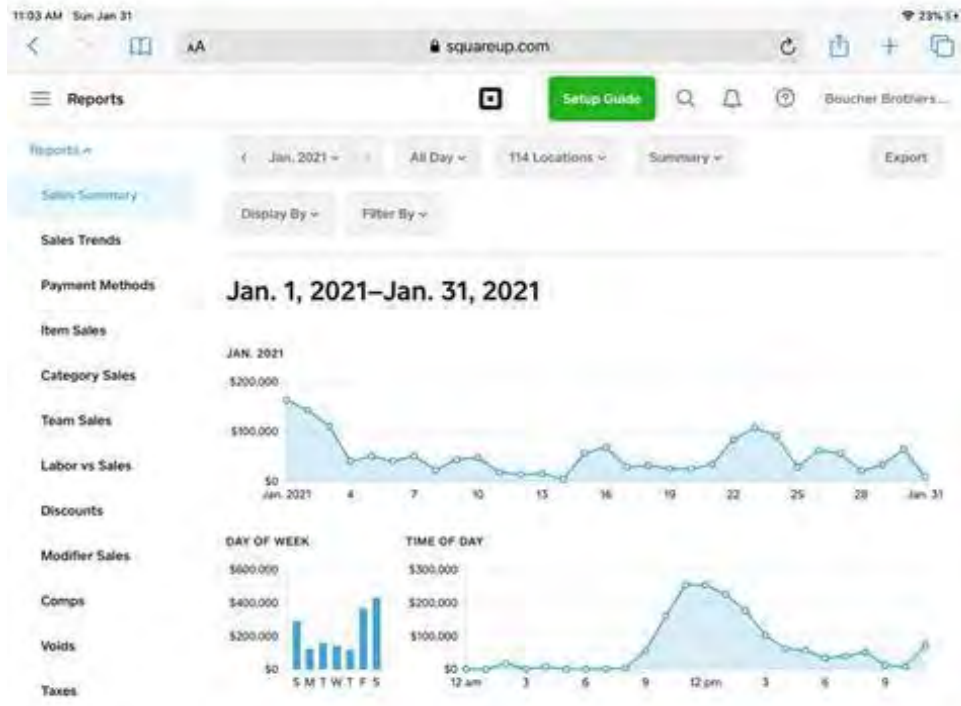 11:03 AM Sun Jan 31
23%
AA squareup.com
Reports Setup Guide Boucher Brothers...
Reports
Jan. 2021 All Day 114 Locations Summary Export
Sales Summary
Display By Filter By
Sales Trends
Payment Methods
Jan. 1, 2021–Jan. 31, 2021
Item Sales
JAN. 2021
Category Sales
$200,000
Team Sales
$100,000
Labor vs Sales
$0
Jan. 2021 4 7 10 13 16 19 22 25 28 Jan 31
Discounts
DAY OF WEEK TIME OF DAY
Modifier Sales
$600,000 $300,000
Comps
$400,000 $200,000
Voids
$200,000 $100,000
$0 $0
S M T W T F S 12 am 3 6 9 12 pm 3 6 9
Taxes